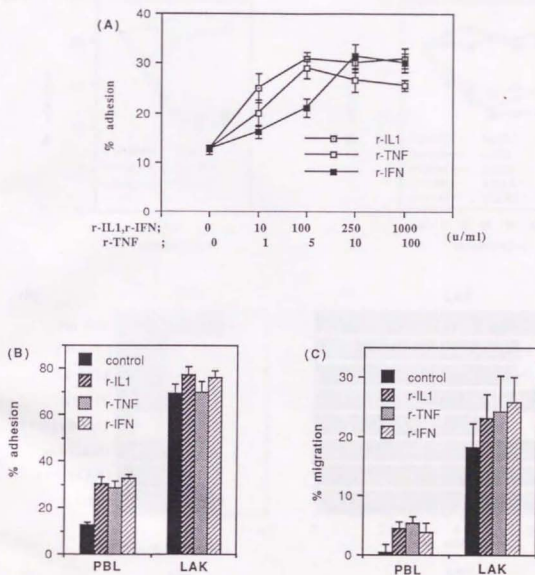 (A)
40
30
20
10
0
% adhesion
r-IL1
r-TNF
r-IFN
r-IL1,r-IFN; 0 10 100 250 1000
r-TNF ; 0 1 5 10 100
(u/ml)
(B)
control
r-IL1
r-TNF
r-IFN
80
60
40
20
0
% adhesion
PBL LAK
(C)
control
r-IL1
r-TNF
r-IFN
30
20
10
0
% migration
PBL LAK